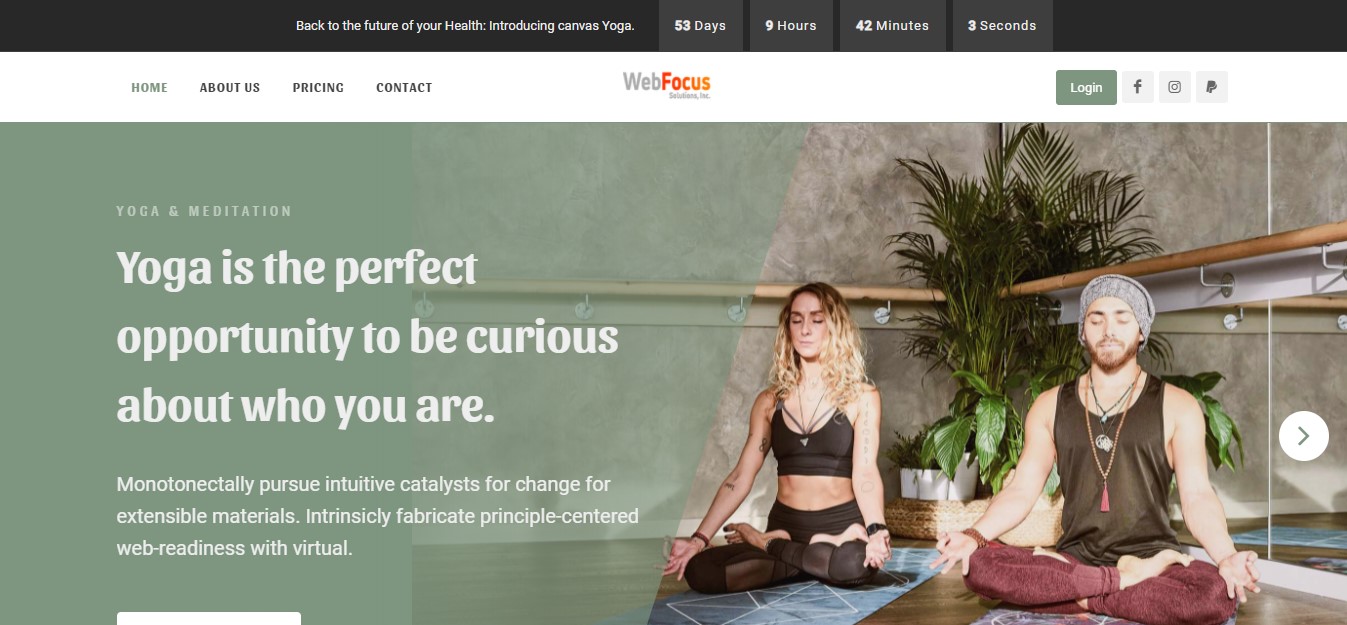 Back to the future of your Health: Introducing canvas Yoga.
53 Days
9 Hours
42 Minutes
3 Seconds
HOME
ABOUT US
PRICING
CONTACT
WebFocus
Solutions, Inc.
Login
YOGA & MEDITATION
Yoga is the perfect
opportunity to be curious
about who you are.
Monotonectally pursue intuitive catalysts for change for
extensible materials. Intrinsicly fabricate principle-centered
web-readiness with virtual.